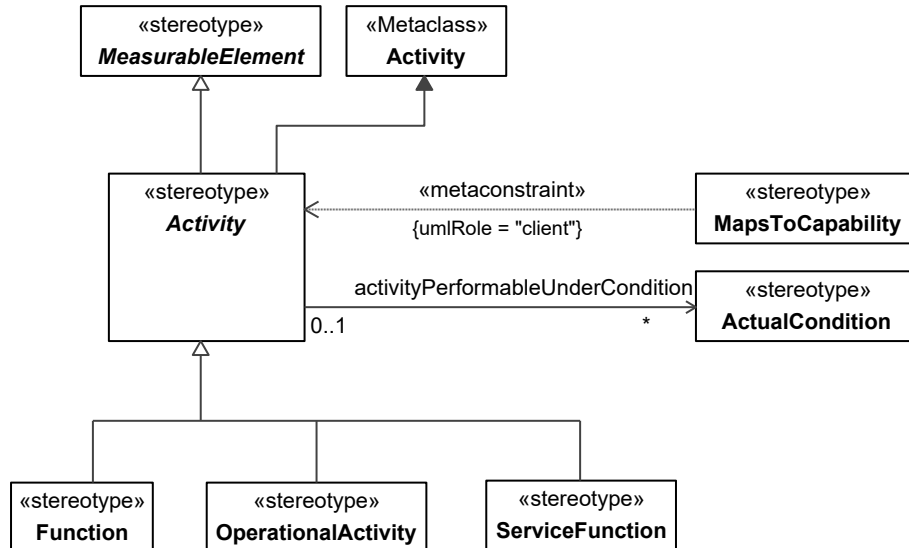 «stereotype»
MeasurableElement
«Metaclass»
Activity
«stereotype»
Activity
«metaconstraint»
{umlRole = "client"}
«stereotype»
MapsToCapability
activityPerformableUnderCondition
0..1
*
«stereotype»
ActualCondition
«stereotype»
Function
«stereotype»
OperationalActivity
«stereotype»
ServiceFunction